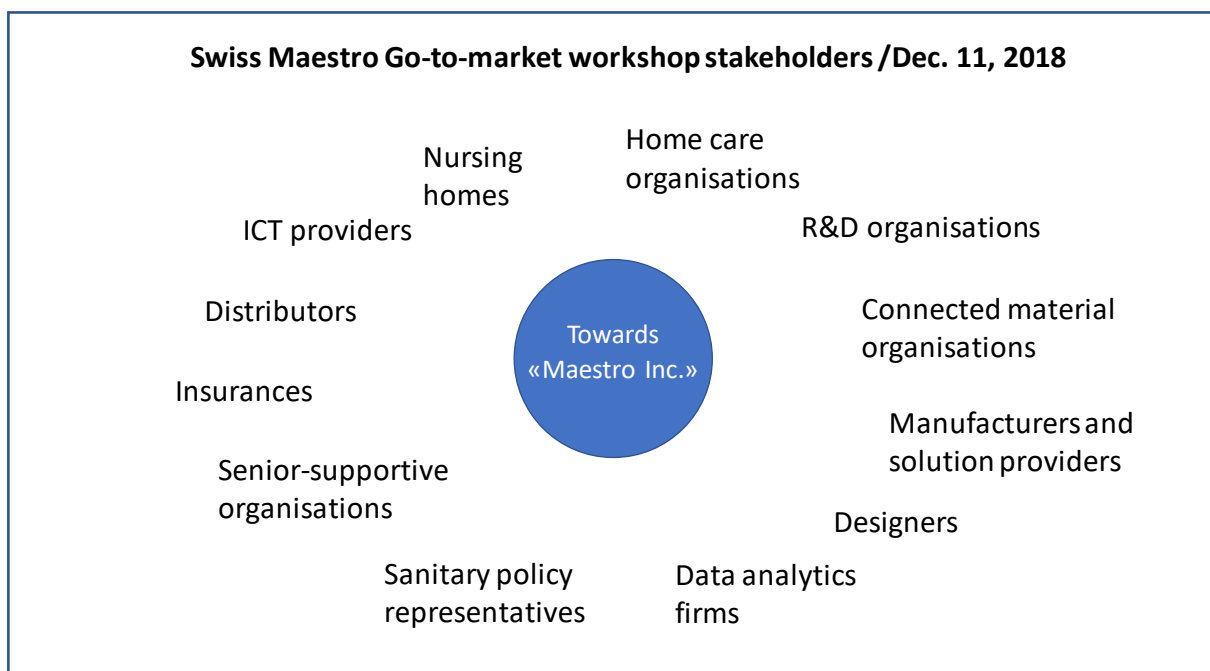 Swiss Maestro Go-to-market workshop stakeholders /Dec. 11, 2018
Nursing
homes
Home care
organisations
ICT providers
R&D organisations
Distributors
Connected material
organisations
Towards
«Maestro Inc.»
Insurances
Manufacturers and
solution providers
Senior-supportive
organisations
Designers
Sanitary policy
representatives
Data analytics
firms